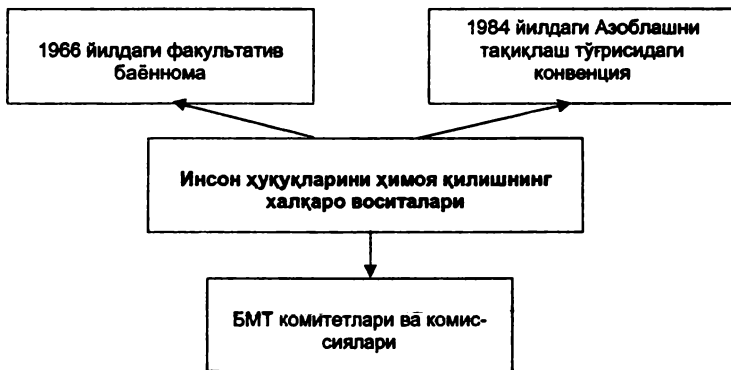 1966 йилдаги факультатив
баённома
1984 йилдаги Азоблашни
тақиқлаш тўғрисидаги
конвенция
Инсон ҳуқуқларини ҳимоя қилишнинг
халқаро воситалари
БМТ комитетлари ва комис-
сиялари